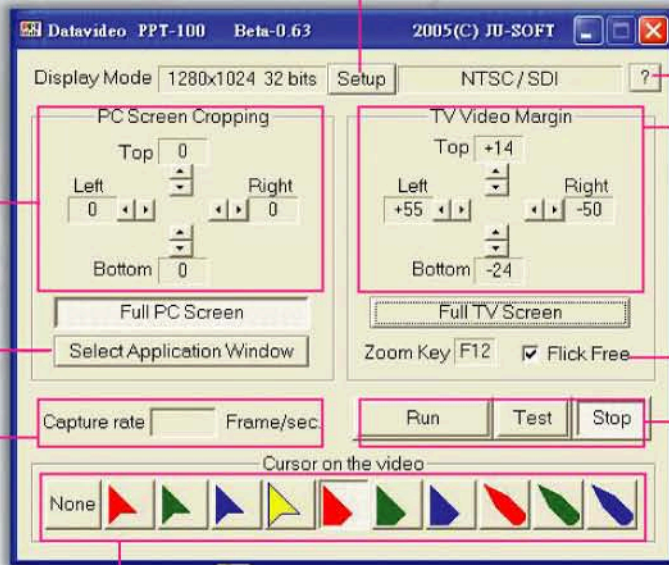 Datavideo PPT-100 Beta-0.63 2005(C) JU-SOFT
Display Mode 1280x1024 32 bits Setup NTSC/SDI ?
PC Screen Cropping
Top 0
Left Right
0 0
Bottom 0
Full PC Screen
Select Application Window
TV Video Margin
Top +14
Left Right
+55 -50
Bottom -24
Full TV Screen
Zoom Key F12 Flick Free
Capture rate Frame/sec.
Run Test Stop
Cursor on the video
None